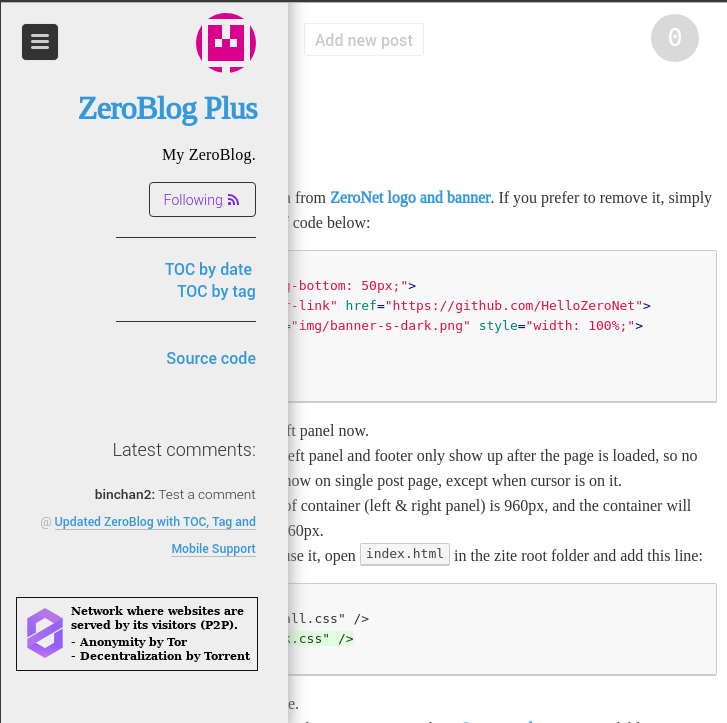 ZeroBlog Plus
My ZeroBlog.
Following
TOC by date
TOC by tag
Source code
Latest comments:
binchan2: Test a comment
@ Updated ZeroBlog with TOC, Tag and
Mobile Support
Network where websites are
served by its visitors (P2P).
- Anonymity by Tor
- Decentralization by Torrent
Add new post
0
from ZeroNet logo and banner. If you prefer to remove it, simply
code below:
-bottom: 50px;">
-link" href="https://github.com/HelloZeroNet">
="img/banner-s-dark.png" style="width: 100%;">
panel now.
left panel and footer only show up after the page is loaded, so no
now on single post page, except when cursor is on it.
of container (left & right panel) is 960px, and the container will
60px.
use it, open index.html in the zite root folder and add this line:
all.css" />
.css" />
e.